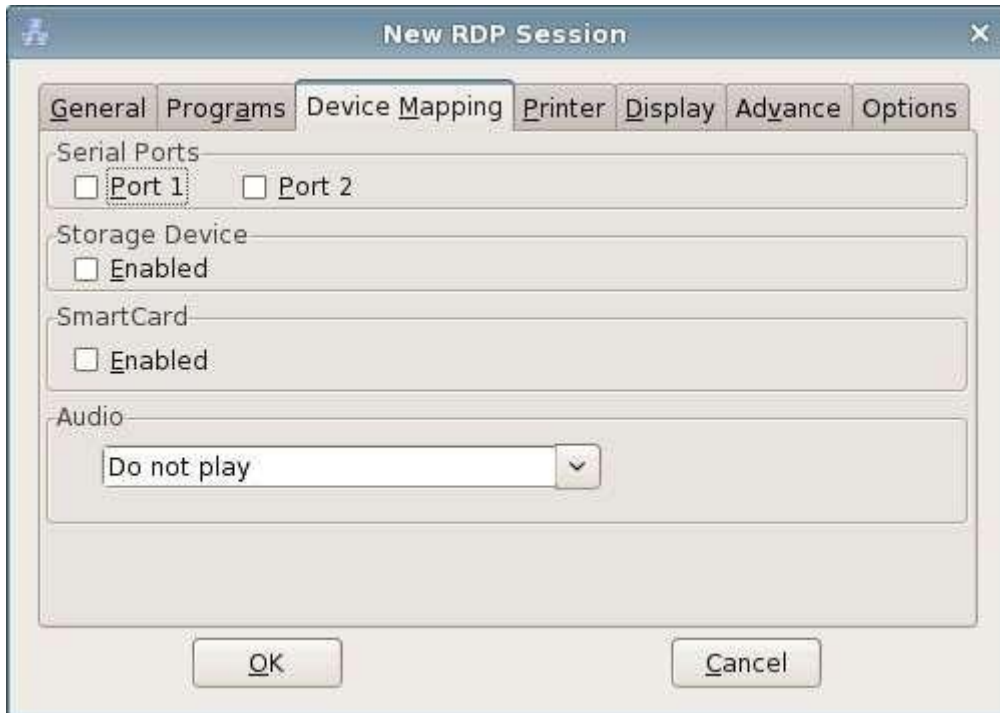 New RDP Session
General Programs Device Mapping Printer Display Advance Options
Serial Ports
Port 1 Port 2
Storage Device
Enabled
SmartCard
Enabled
Audio
Do not play
OK Cancel